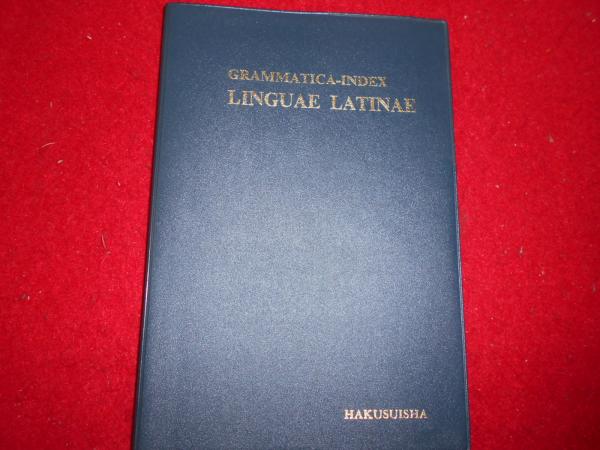 GRAMMATICA-INDEX
LINGUAE LATINAE
HAKUSUISHA